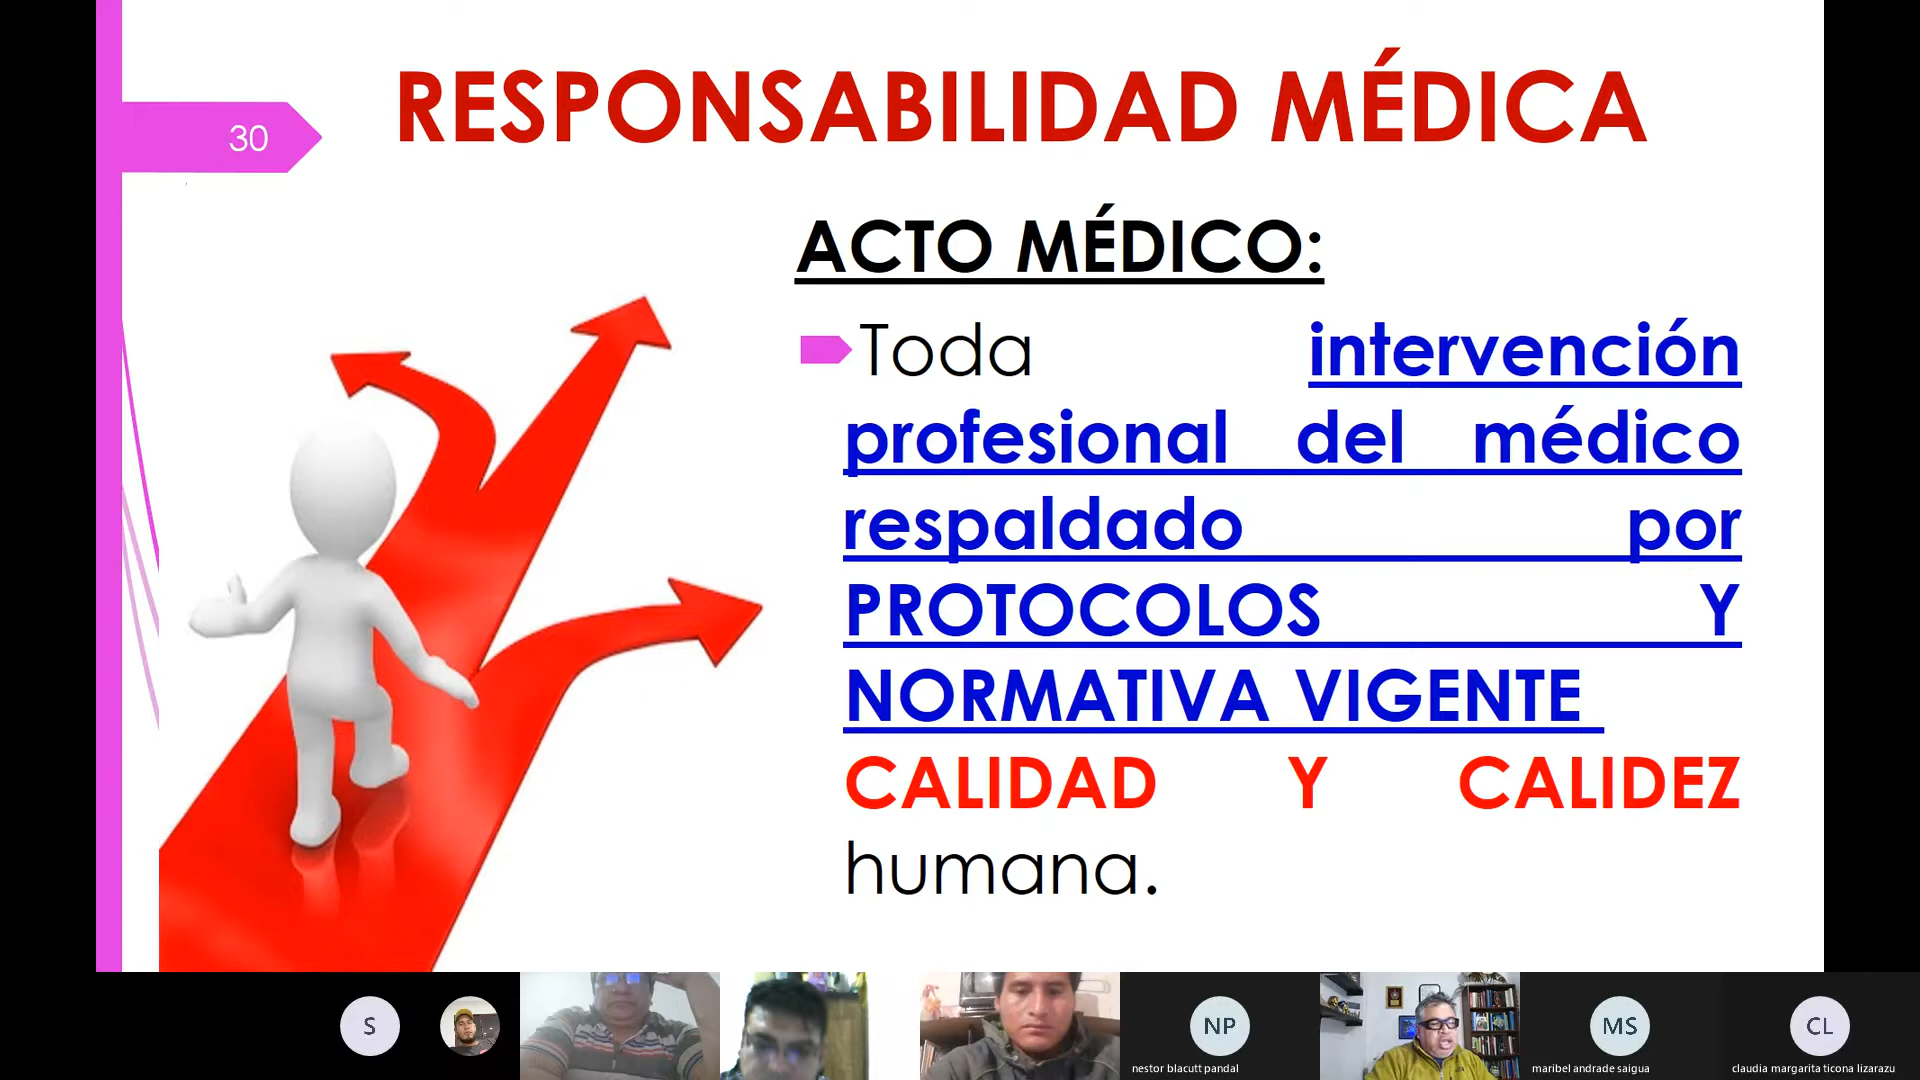 RESPONSABILIDAD MÉDICA
30
ACTO MÉDICO:
Toda intervención
profesional del médico
respaldado por
PROTOCOLOS Y
NORMATIVA VIGENTE
CALIDAD Y CALIDEZ
humana.
S
NP
MS
CL
nestor blacutt pandal
maribel andrade saigua
claudia margarita ticona lizarazu